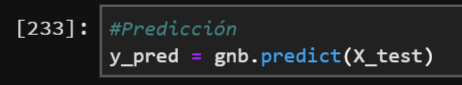 [233]: #Predicción
y_pred = gnb.predict(X_test)